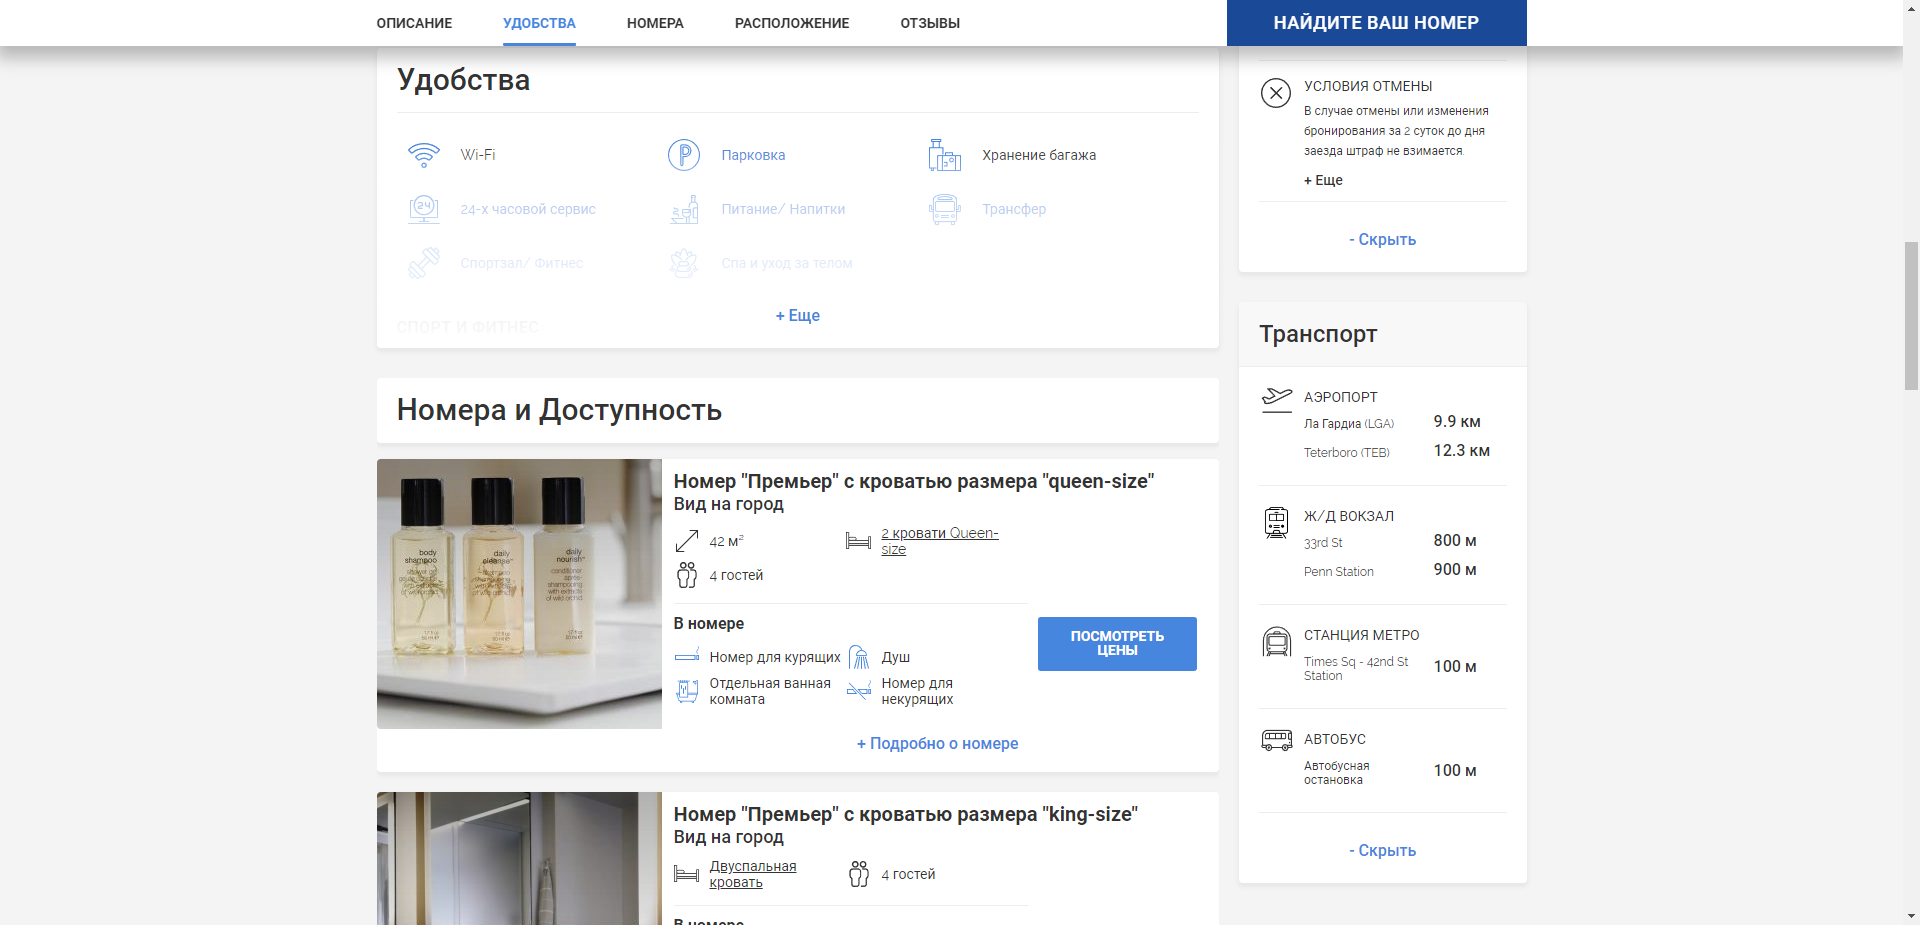 ОПИСАНИЕ
УДОБСТВА
НОМЕРА
РАСПОЛОЖЕНИЕ
ОТЗЫВЫ
НАЙДИТЕ ВАШ НОМЕР
Удобства
Wi-Fi
Парковка
Хранение багажа
24-х часовой сервис
Питание/ Напитки
Трансфер
Спортзал/ Фитнес
Спа и уход за телом
+ Еще
СПОРТ И ФИТНЕС
Номера и Доступность
body
shampoo
daily
cleanse
daily
nourish
Номер "Премьер" с кроватью размера "queen-size"
Вид на город
42 м²
2 кровати Queen-
size
4 гостей
В номере
Номер для курящих
Душ
Отдельная ванная
комната
Номер для
некурящих
ПОСМОТРЕТЬ
ЦЕНЫ
+ Подробно о номере
Номер "Премьер" с кроватью размера "king-size"
Вид на город
Двуспальная
кровать
4 гостей
В номере
УСЛОВИЯ ОТМЕНЫ
В случае отмены или изменения
бронирования за 2 суток до дня
заезда штраф не взимается.
+ Еще
- Скрыть
Транспорт
АЭРОПОРТ
Ла Гардиа (LGA)
9.9 км
Teterboro (TEB)
12.3 км
Ж/Д ВОКЗАЛ
33rd St
800 м
Penn Station
900 м
СТАНЦИЯ МЕТРО
Times Sq - 42nd St
Station
100 м
АВТОБУС
Автобусная
остановка
100 м
- Скрыть